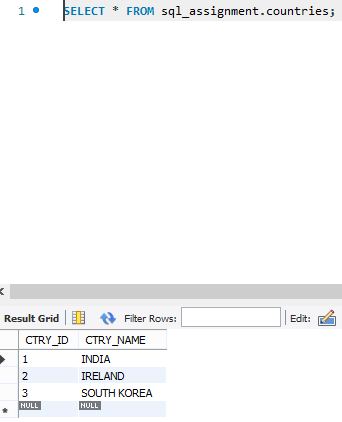 1 SELECT * FROM sql_assignment.countries;
Result Grid Filter Rows: Edit:
CTRY_ID CTRY_NAME
1 INDIA
2 IRELAND
3 SOUTH KOREA
* NULL NULL